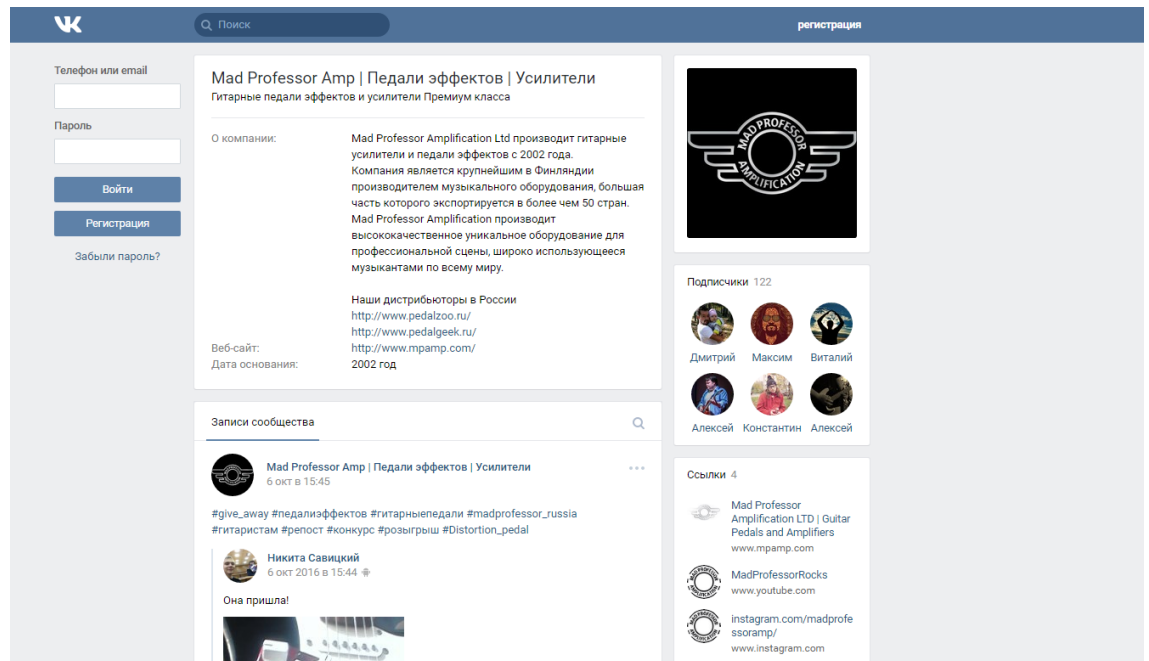 Поиск
регистрация
Телефон или email
Пароль
Войти
Регистрация
Забыли пароль?
Mad Professor Amp | Педали эффектов | Усилители
Гитарные педали эффектов и усилители Премиум класса
О компании:
Mad Professor Amplification Ltd производит гитарные
усилители и педали эффектов с 2002 года.
Компания является крупнейшим в Финляндии
производителем музыкального оборудования, большая
часть которого экспортируется в более чем 50 стран.
Mad Professor Amplification производит
высококачественное уникальное оборудование для
профессиональной сцены, широко использующееся
музыкантами по всему миру.
Наши дистрибьюторы в России
http://www.pedalzoo.ru/
http://www.pedalgeek.ru/
Веб-сайт: http://www.mpamp.com/
Дата основания: 2002 год
Записи сообщества
Mad Professor Amp | Педали эффектов | Усилители
6 окт в 15:45
#give_away #педалиэффектов #гитарныепедали #madprofessor_russia
#гитаристам #репост #конкурс #розыгрыш #Distortion_pedal
Никита Савицкий
6 окт 2016 в 15:44
Она пришла!
MAD PROFESSOR
AMPLIFICATION
Подписчики 122
Дмитрий Максим Виталий
Алексей Константин Алексей
Ссылки 4
Mad Professor
Amplification LTD | Guitar
Pedals and Amplifiers
www.mpamp.com
MadProfessorRocks
www.youtube.com
instagram.com/madprofe
ssoramp/
www.instagram.com